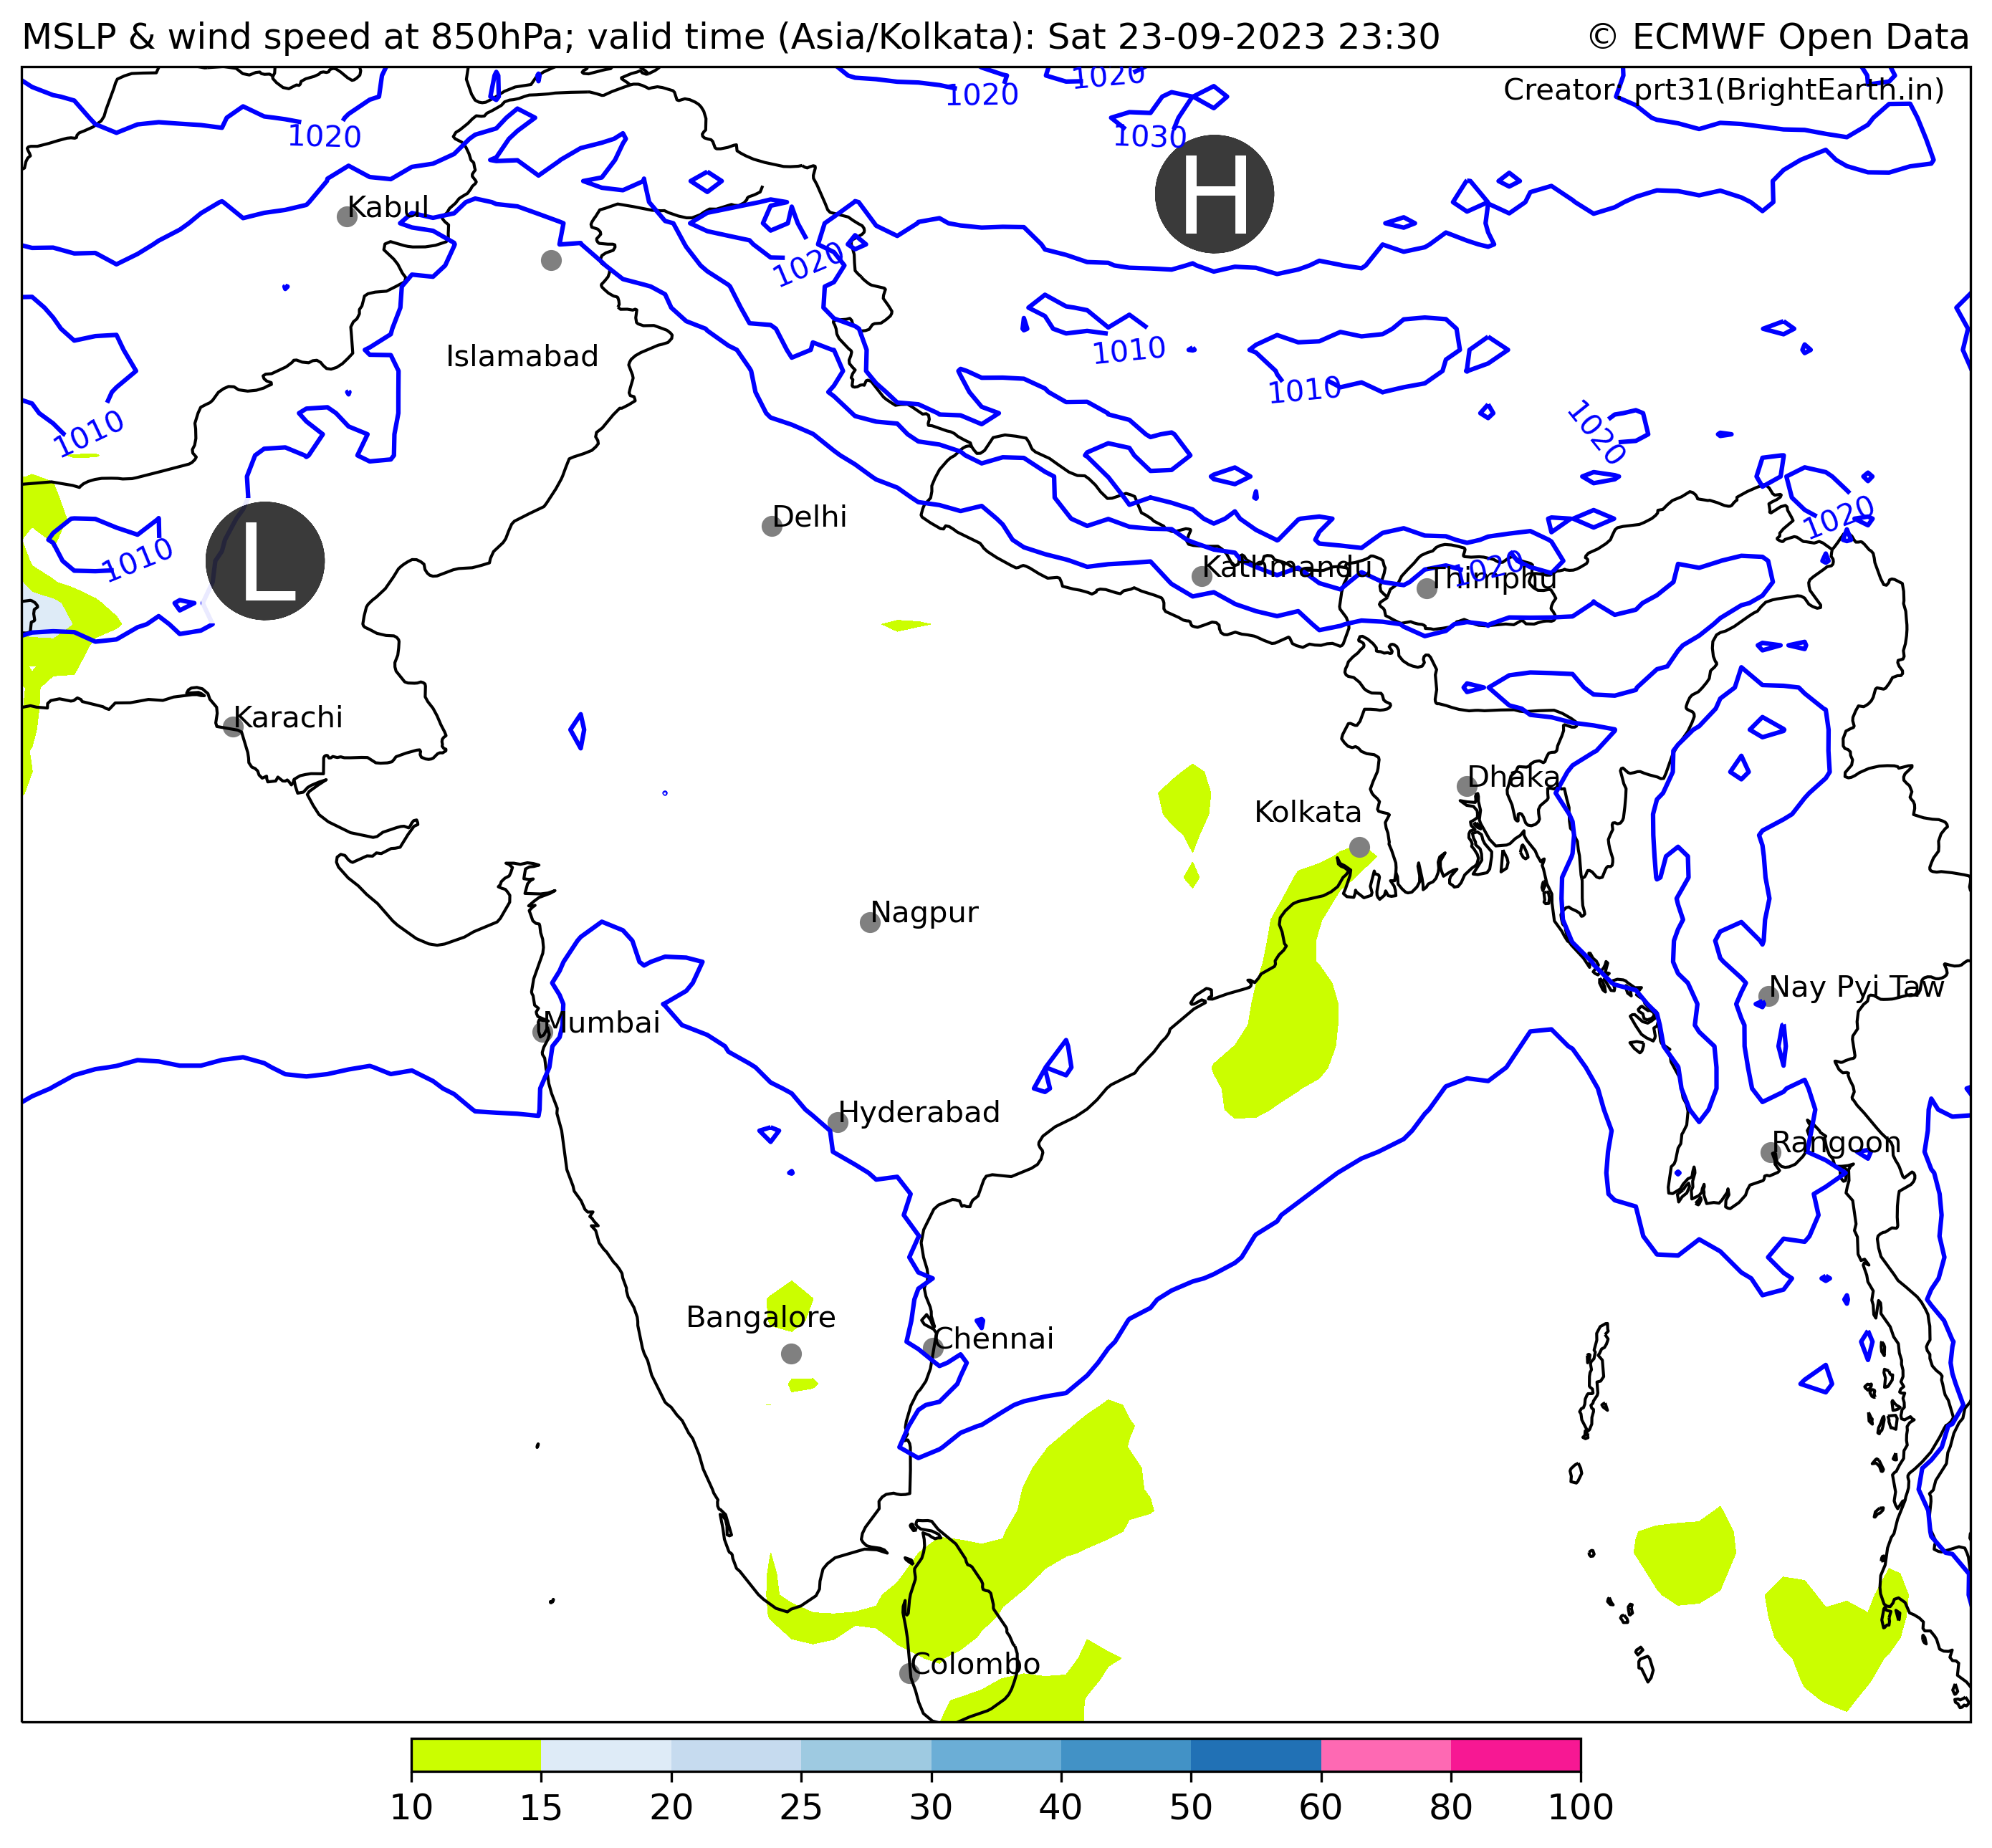 MSLP & wind speed at 850hPa; valid time (Asia/Kolkata): Sat 23-09-2023 23:30
© ECMWF Open Data
Creator: prt31(BrightEarth.in)
1020
1020
1020
1030
H
Kabul
1020
Islamabad
1010
1010
1010
1020
L
1010
Delhi
1020
Kathmandu
Thimphu
1020
Karachi
Dhaka
Kolkata
Nagpur
Nay Pyi Taw
Mumbai
Hyderabad
Rangoon
Bangalore
Chennai
Colombo
10 15 20 25 30 40 50 60 80 100